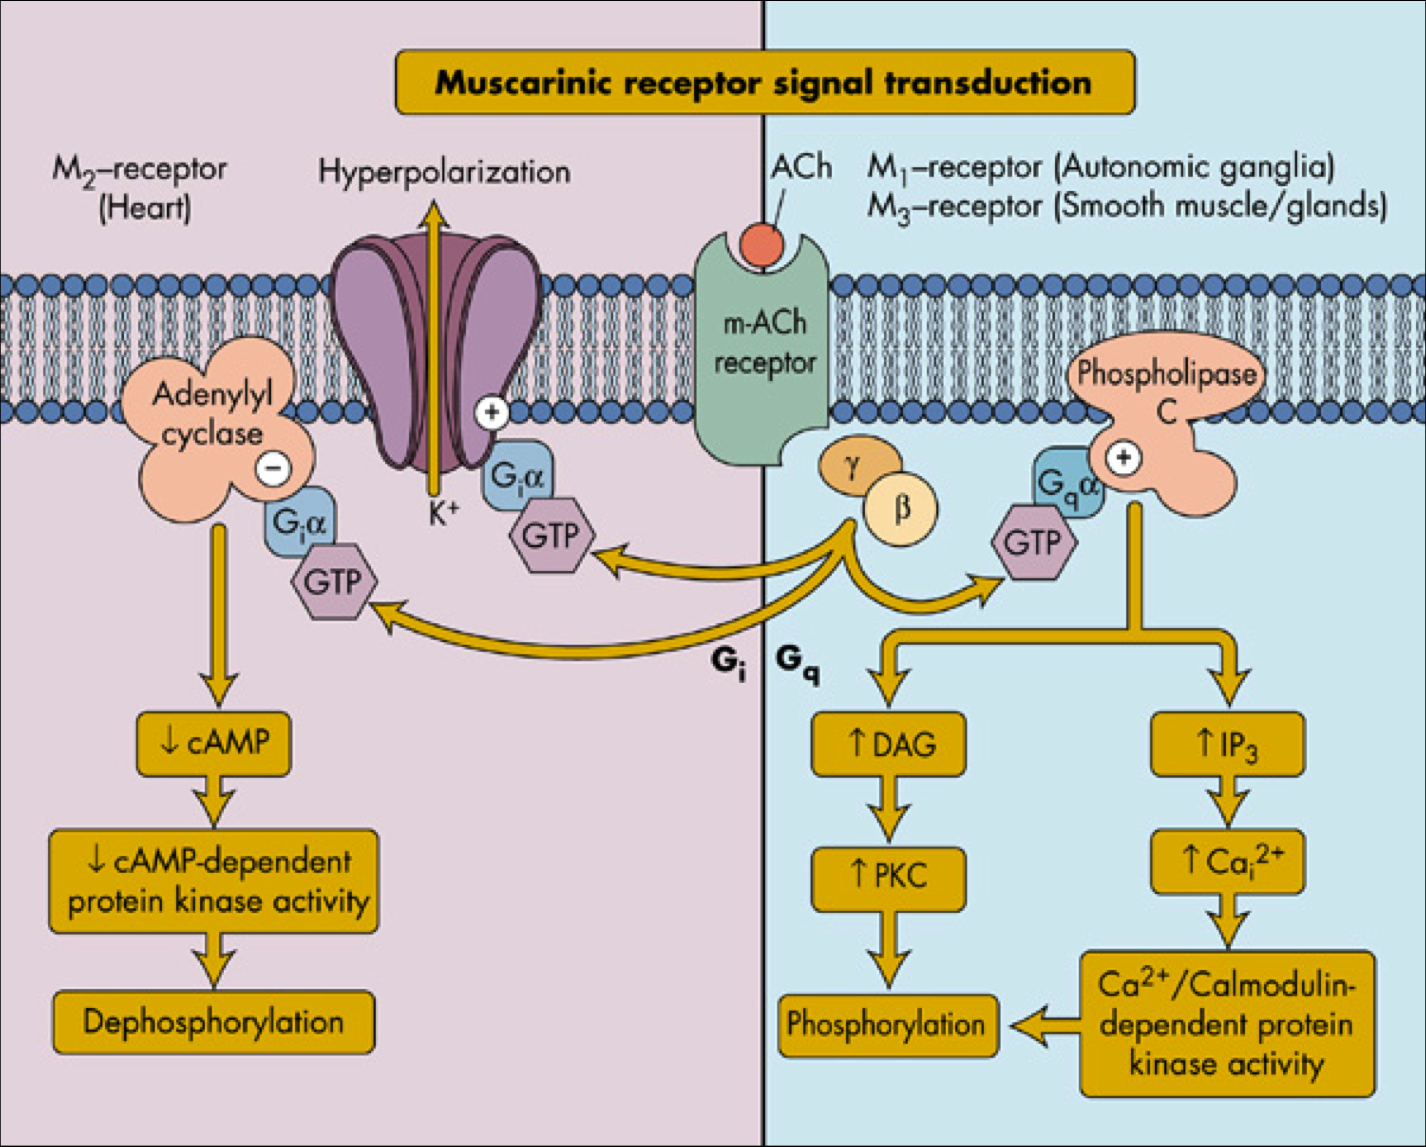 Muscarinic receptor signal transduction
M₂–receptor
(Heart)
Hyperpolarization
ACh
M₁–receptor (Autonomic ganglia)
M₃–receptor (Smooth muscle/glands)
m-ACh
receptor
Adenylyl
cyclase
−
Giα
GTP
K⁺
+
Giα
GTP
γ
β
Phospholipase
C
+
Gqα
GTP
Gi
Gq
↓ cAMP
↓ cAMP-dependent
protein kinase activity
Dephosphorylation
↑ DAG
↑ PKC
Phosphorylation
↑ IP₃
↑ Cai²⁺
Ca²⁺/Calmodulin-
dependent protein
kinase activity